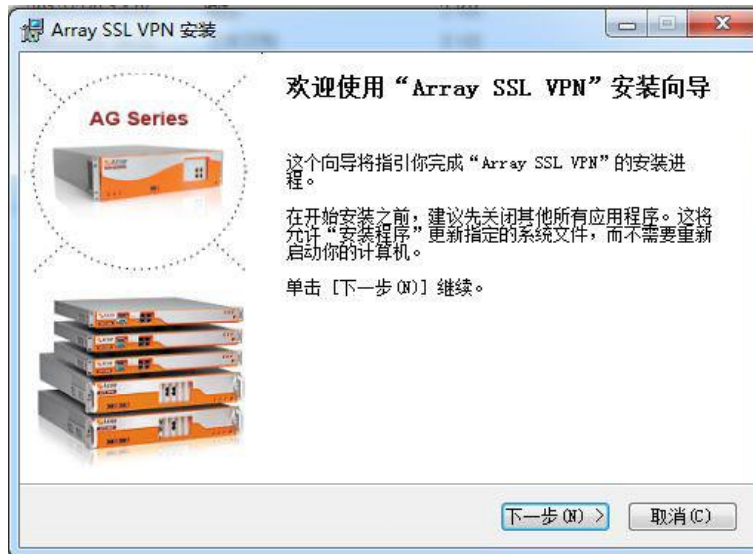 Array SSL VPN 安装
欢迎使用“Array SSL VPN”安装向导
AG Series
这个向导将指引你完成“Array SSL VPN”的安装进
程。
在开始安装之前，建议先关闭其他所有应用程序。这将
允许“安装程序”更新指定的系统文件，而不需要重新
启动你的计算机。
单击 [下一步(N)] 继续。
下一步(N) >
取消(C)